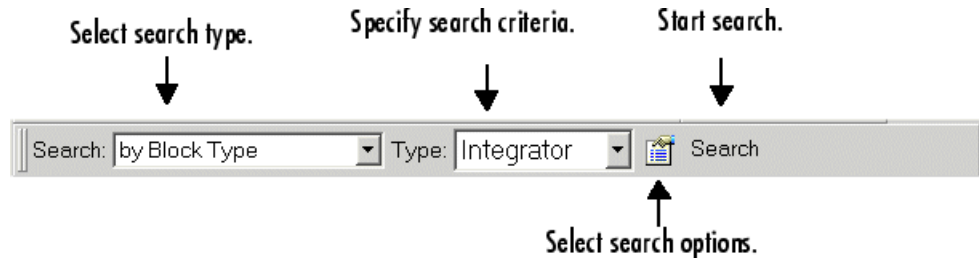 Select search type.
Specify search criteria.
Start search.
Search: by Block Type Type: Integrator Search
Select search options.